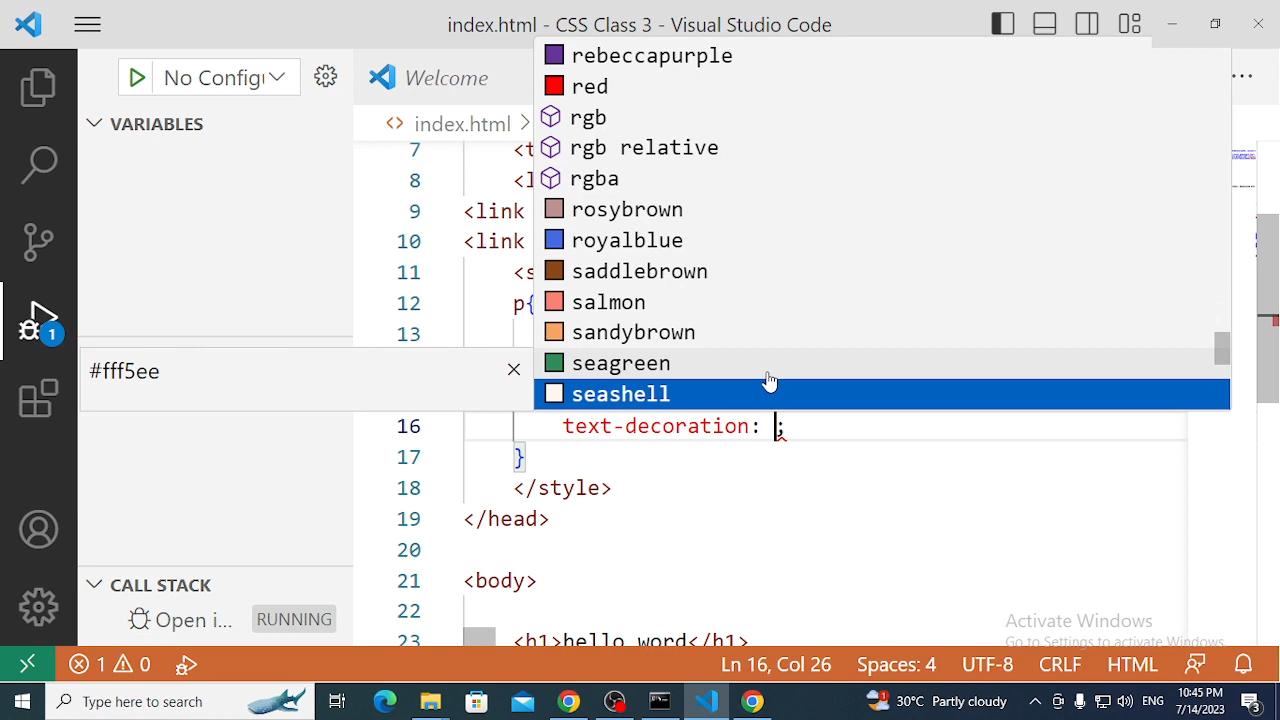 index.html - CSS Class 3 - Visual Studio Code
No Config
Welcome
VARIABLES
index.html
rebeccapurple
red
rgb
rgb relative
rgba
rosybrown
royalblue
saddlebrown
salmon
sandybrown
seagreen
seashell
#fff5ee
1
7 <t
8 <l
9 <link
10 <link
11 <s
12 p{
13
16 text-decoration: ;
17 }
18 </style>
19 </head>
20
21 <body>
22
23 <h1>hello word</h1>
CALL STACK
Open i... RUNNING
Activate Windows
Go to Settings to activate Windows.
1 0
Ln 16, Col 26 Spaces: 4 UTF-8 CRLF HTML
Type here to search
1 30°C Partly cloudy
ENG
10:45 PM
7/14/2023
3